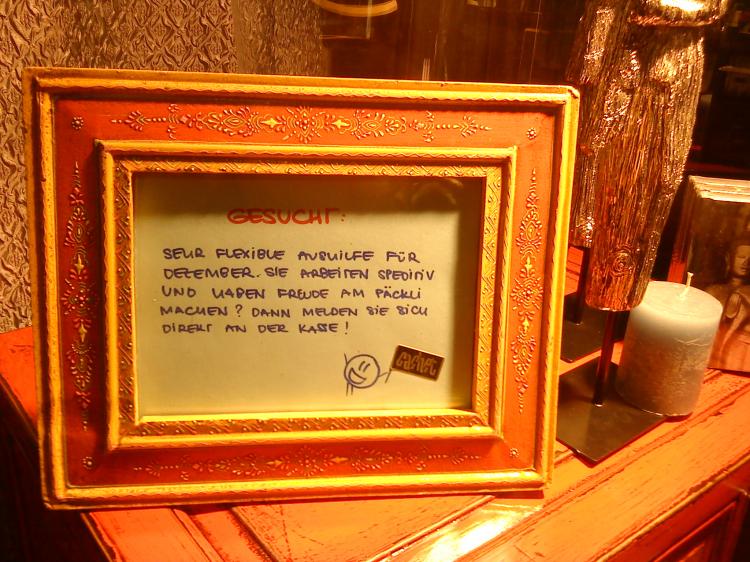 GESUCHT:
SEHR FLEXIBLE AUSHILFE FÜR
DEZEMBER. SIE ARBEITEN SPEDITIV
UND HABEN FREUDE AM PÄCKLI
MACHEN? DANN MELDEN SIE SICH
DIREKT AN DER KASSE!